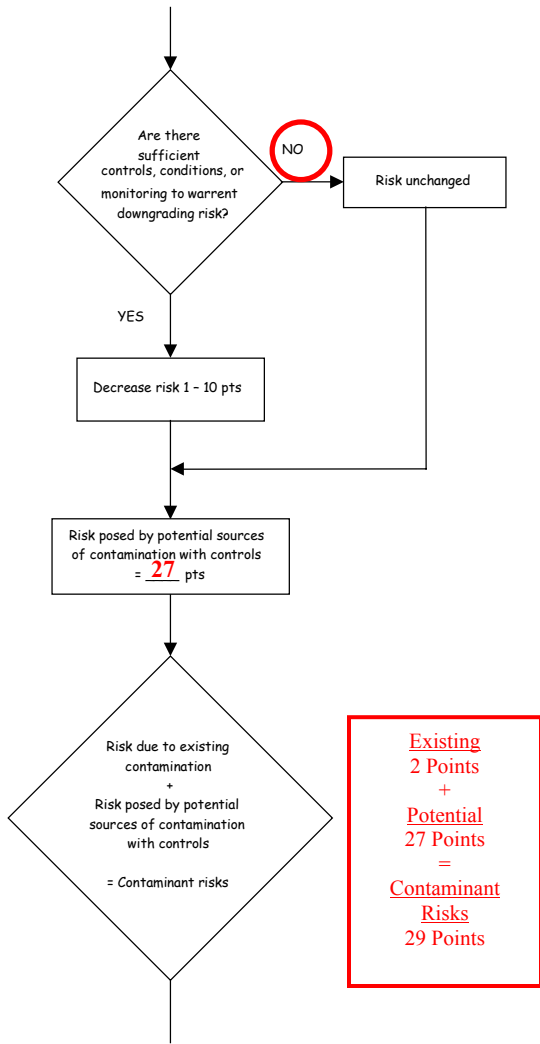 Are there
sufficient
controls, conditions, or
monitoring to warrent
downgrading risk?
NO
Risk unchanged
YES
Decrease risk 1 – 10 pts
Risk posed by potential sources
of contamination with controls
= 27 pts
Risk due to existing
contamination
+
Risk posed by potential
sources of contamination
with controls
= Contaminant risks
Existing
2 Points
+
Potential
27 Points
=
Contaminant
Risks
29 Points